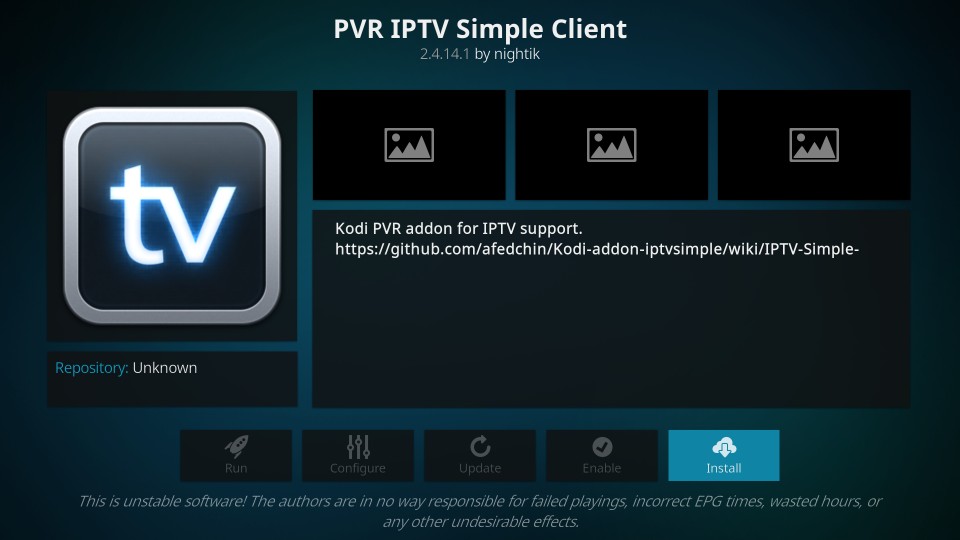 PVR IPTV Simple Client
2.4.14.1 by nightik
tv
Kodi PVR addon for IPTV support.
https://github.com/afedchin/Kodi-addon-iptvsimple/wiki/IPTV-Simple-
Repository: Unknown
Run
Configure
Update
Enable
Install
This is unstable software! The authors are in no way responsible for failed playings, incorrect EPG times, wasted hours, or
any other undesirable effects.